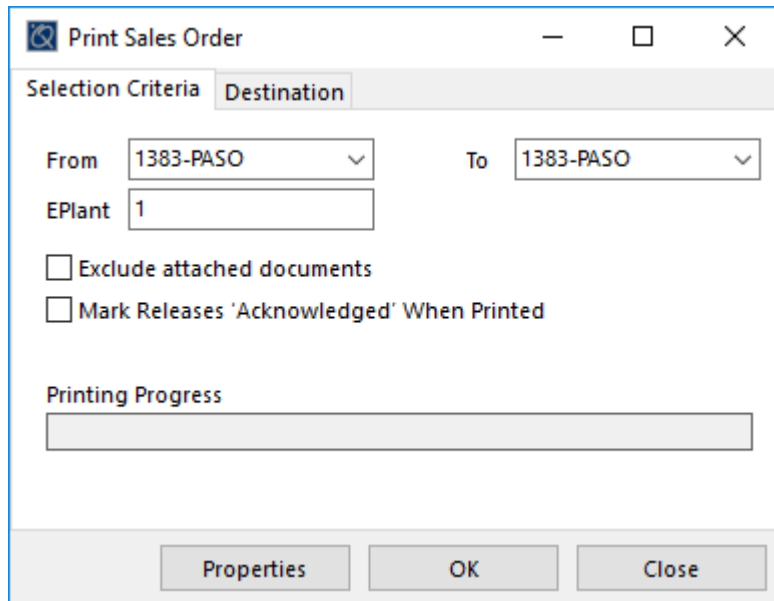 Print Sales Order
Selection Criteria Destination
From 1383-PASO To 1383-PASO
EPlant 1
Exclude attached documents
Mark Releases ‘Acknowledged’ When Printed
Printing Progress
Properties OK Close